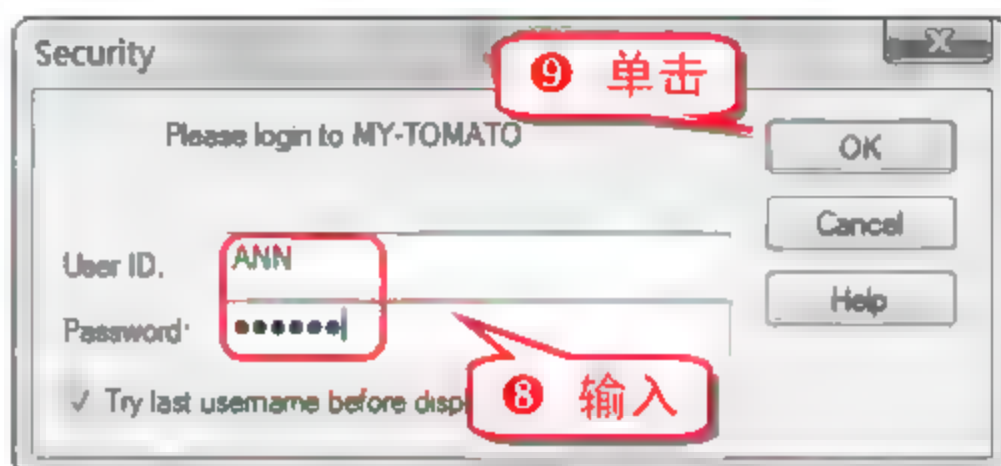 Security
❾ 单击
Please login to MY-TOMATO
OK
Cancel
User ID.
ANN
Help
Password:
••••••
✓ Try last username before
❽ 输入